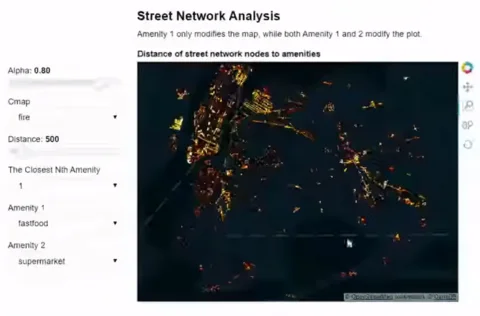 Street Network Analysis
Amenity 1 only modifies the map, while both Amenity 1 and 2 modify the plot.
Distance of street network nodes to amenities
Alpha: 0.80
Cmap
fire
Distance: 500
The Closest Nth Amenity
1
Amenity 1
fastfood
Amenity 2
supermarket